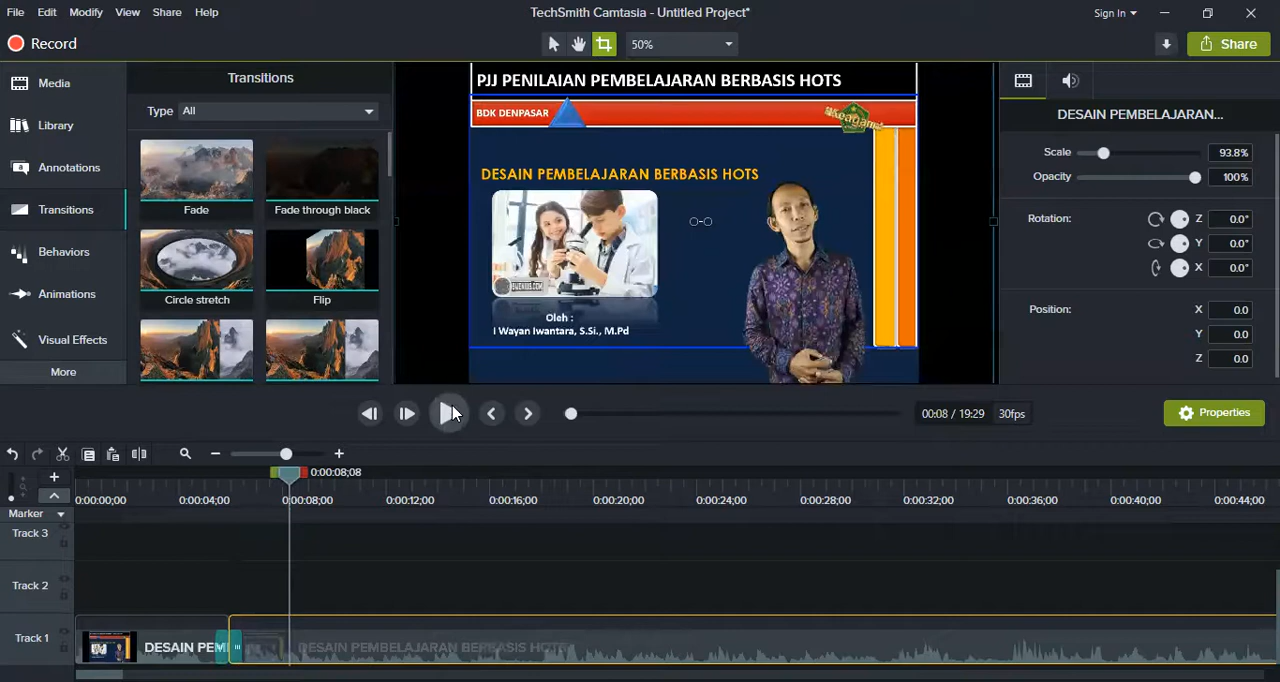 File Edit Modify View Share Help
TechSmith Camtasia - Untitled Project*
Sign In
Record
50%
Share
Media
Library
Annotations
Transitions
Behaviors
Animations
Visual Effects
More
Transitions
Type All
Fade Fade through black
Circle stretch Flip
PJJ PENILAIAN PEMBELAJARAN BERBASIS HOTS
BDK DENPASAR
DESAIN PEMBELAJARAN BERBASIS HOTS
Oleh :
I Wayan Iwantara, S.Si., M.Pd
DESAIN PEMBELAJARAN...
Scale 93.8%
Opacity 100%
Rotation: Z 0.0°
Y 0.0°
X 0.0°
Position: X 0.0
Y 0.0
Z 0.0
00:08 / 19:29 30fps
Properties
0:00:08;08
0:00:00;00 0:00:04;00 0:00:08;00 0:00:12;00 0:00:16;00 0:00:20;00 0:00:24;00 0:00:28;00 0:00:32;00 0:00:36;00 0:00:40;00 0:00:44;00
Marker
Track 3
Track 2
Track 1
DESAIN PEM
DESAIN PEMBELAJARAN BERBASIS HOTS